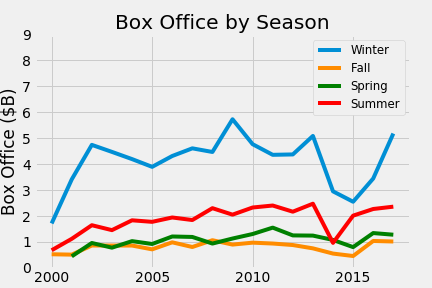 Box Office by Season
Box Office ($B)
9
8
7
6
5
4
3
2
1
0
2000
2005
2010
2015
Winter
Fall
Spring
Summer